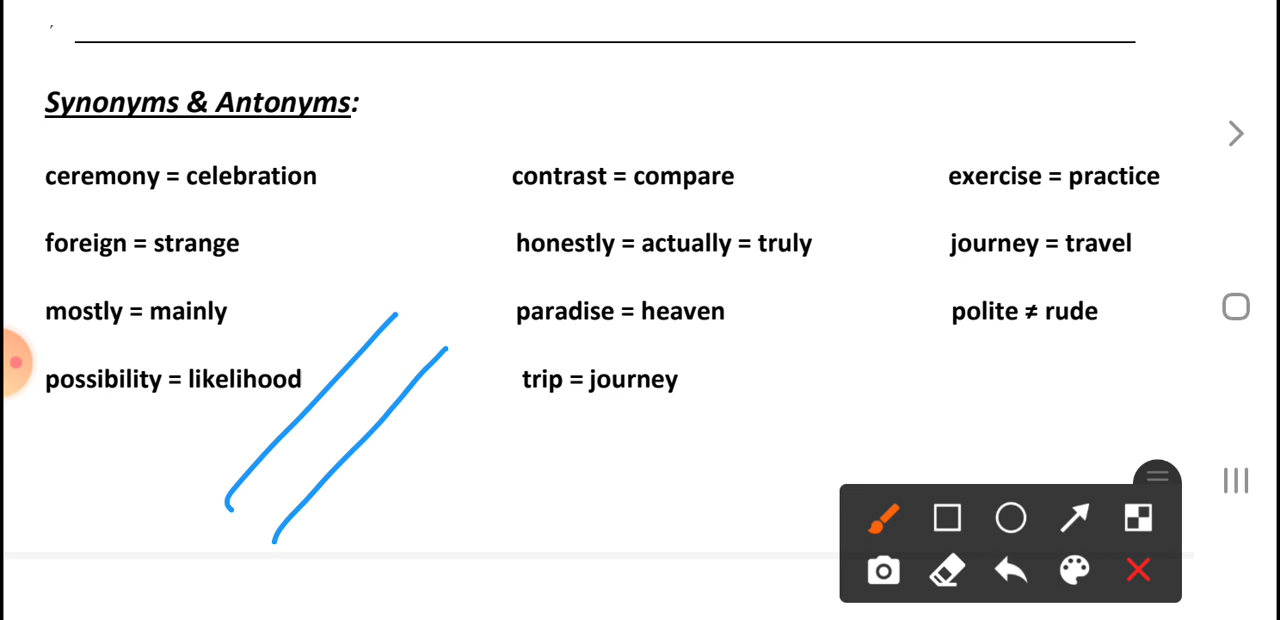 Synonyms & Antonyms:
ceremony = celebration contrast = compare exercise = practice
foreign = strange honestly = actually = truly journey = travel
mostly = mainly paradise = heaven polite ≠ rude
possibility = likelihood trip = journey